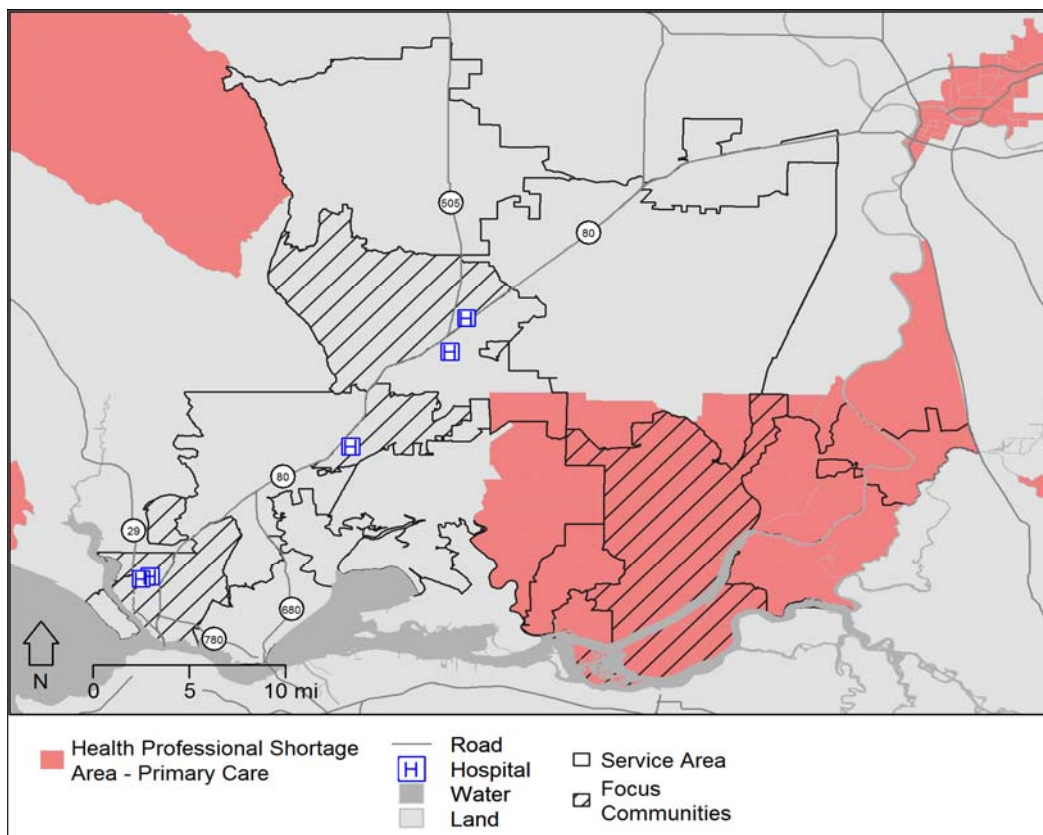 505
80
80
29
680
780
N
0 5 10 mi
H
H
H
H
H
Health Professional Shortage
Area - Primary Care
Road
H Hospital
Water
Land
Service Area
Focus
Communities